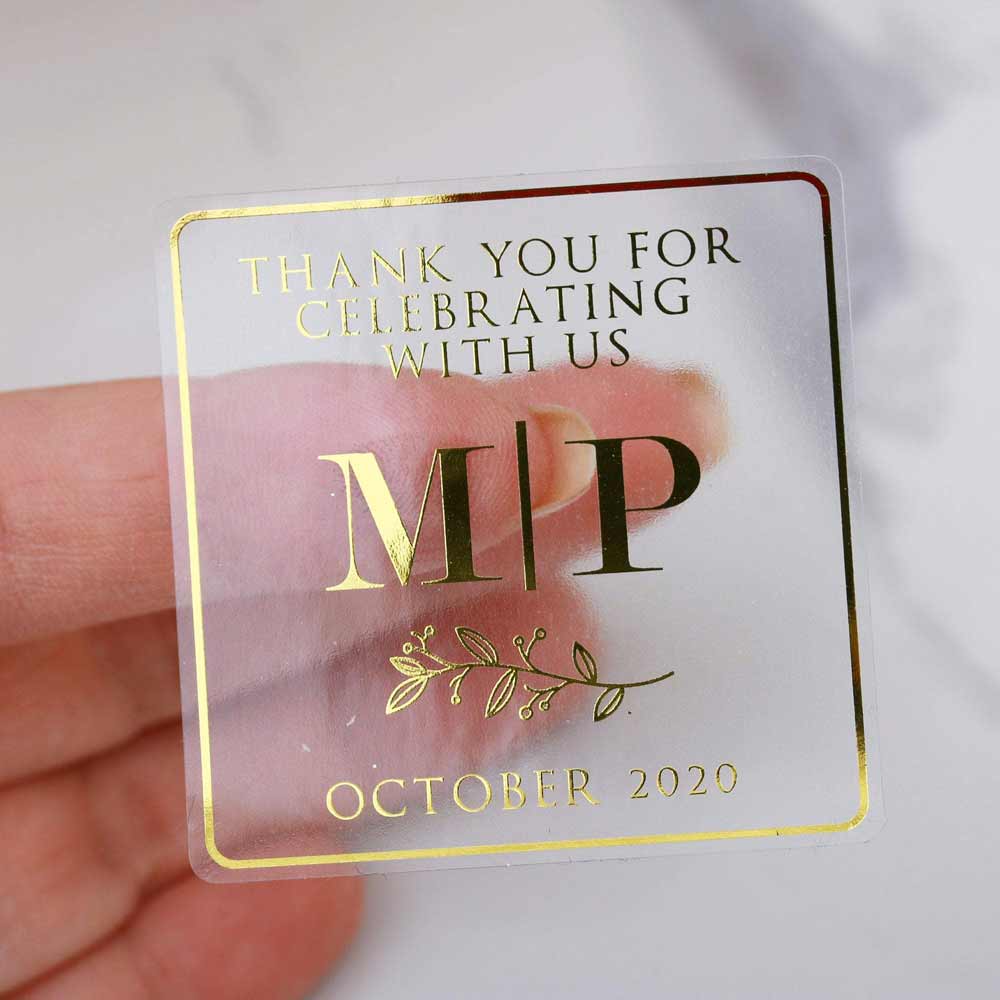 THANK YOU FOR
CELEBRATING
WITH US
M|P
OCTOBER 2020